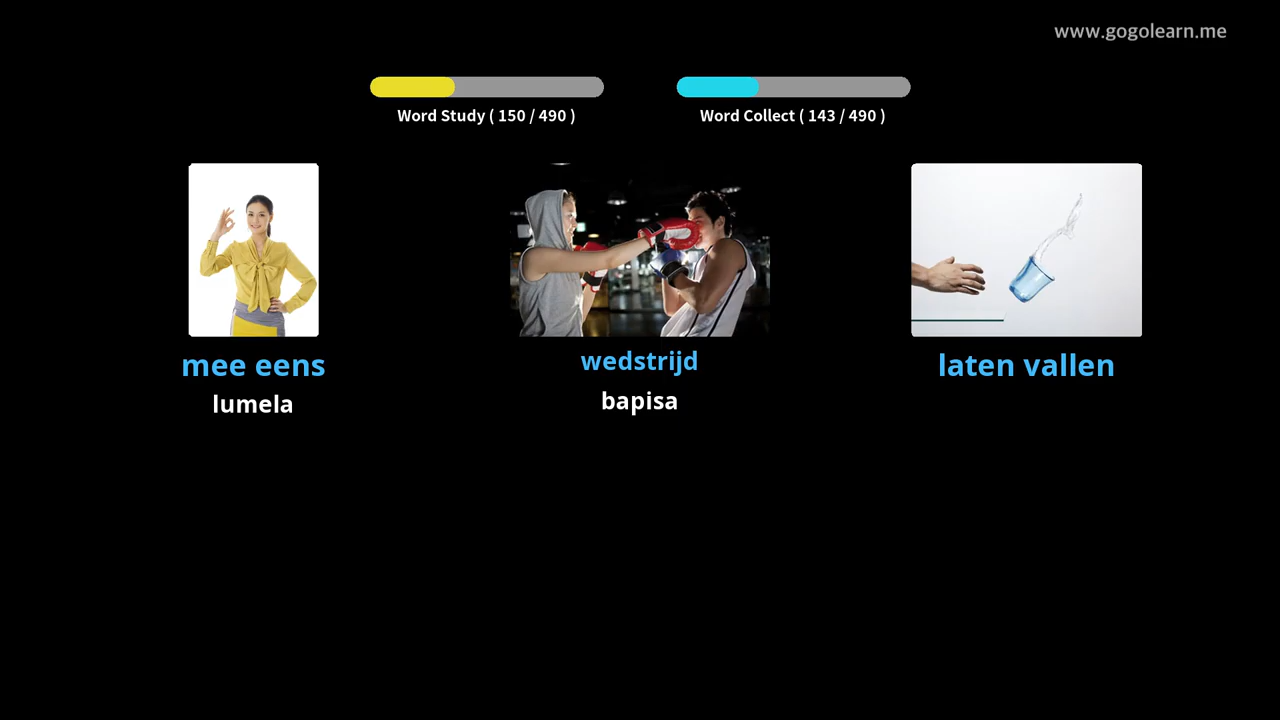 www.gogolearn.me
Word Study ( 150 / 490 )
Word Collect ( 143 / 490 )
mee eens
lumela
wedstrijd
bapisa
laten vallen